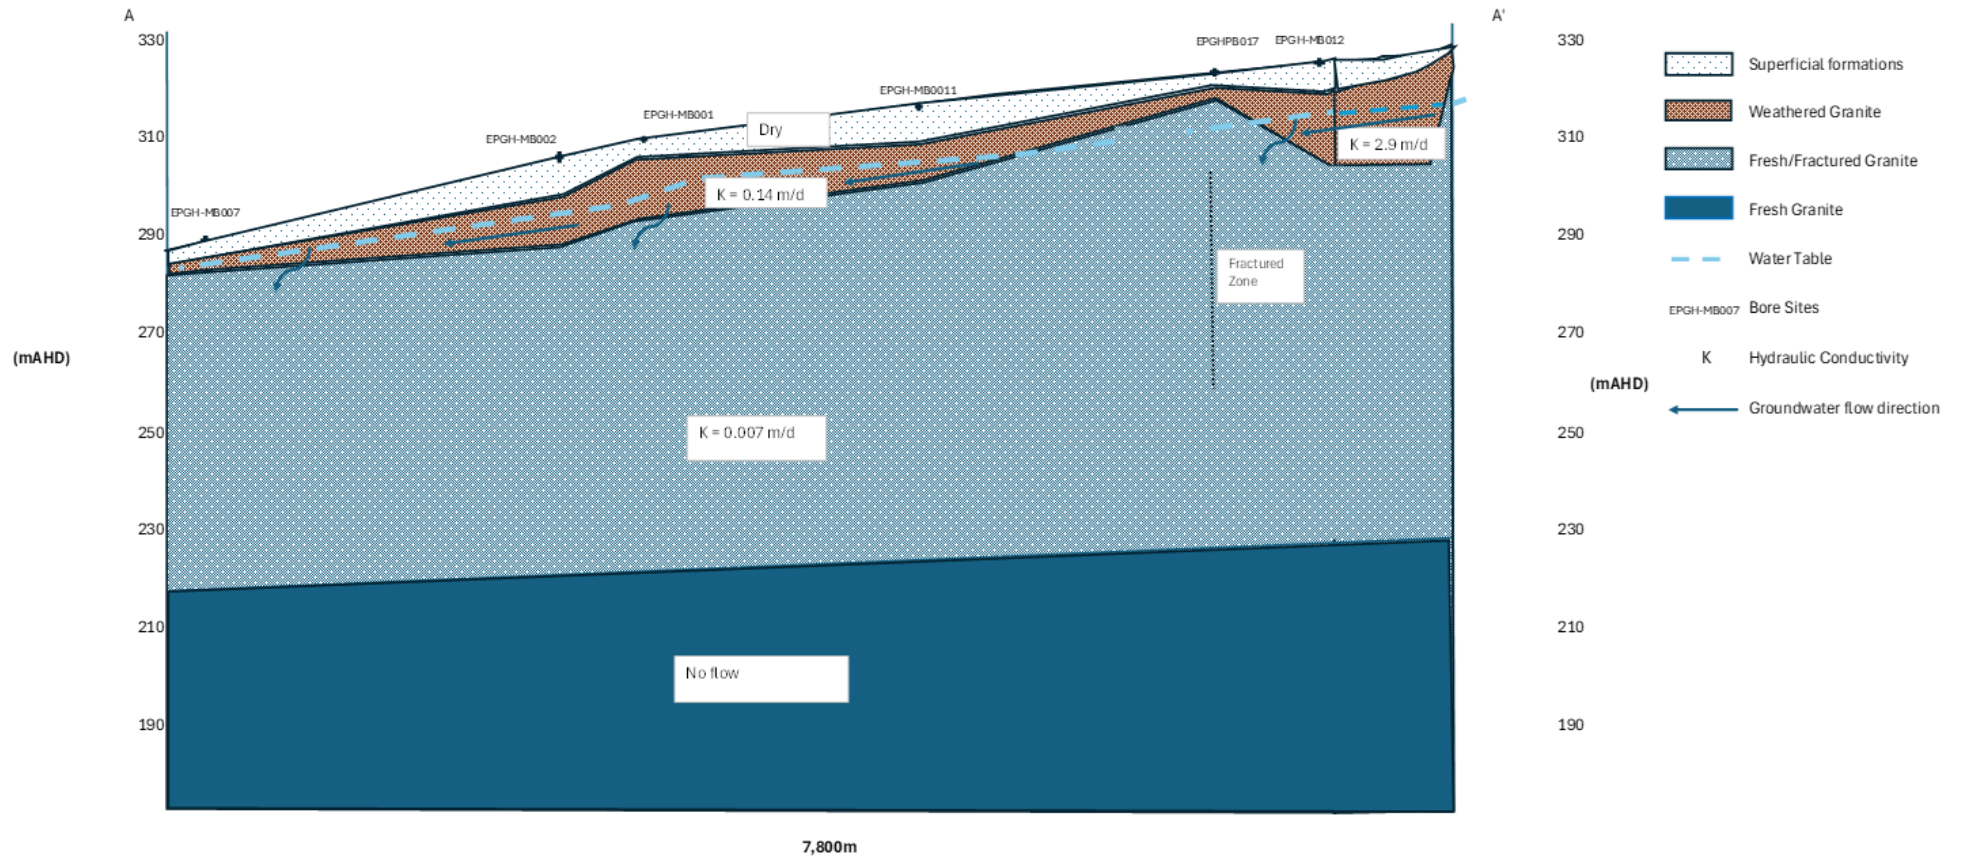 A
A'
330
310
290
270
250
230
210
190
(mAHD)
EPGH-MB007
EPGH-MB002
EPGH-MB001
EPGH-MB0011
EPGHPB017
EPGH-MB012
Dry
K = 0.14 m/d
K = 2.9 m/d
Fractured
Zone
K = 0.007 m/d
No flow
7,800m
330
310
290
270
250
230
210
190
(mAHD)
Superficial formations
Weathered Granite
Fresh/Fractured Granite
Fresh Granite
Water Table
EPGH-MB007 Bore Sites
K Hydraulic Conductivity
Groundwater flow direction